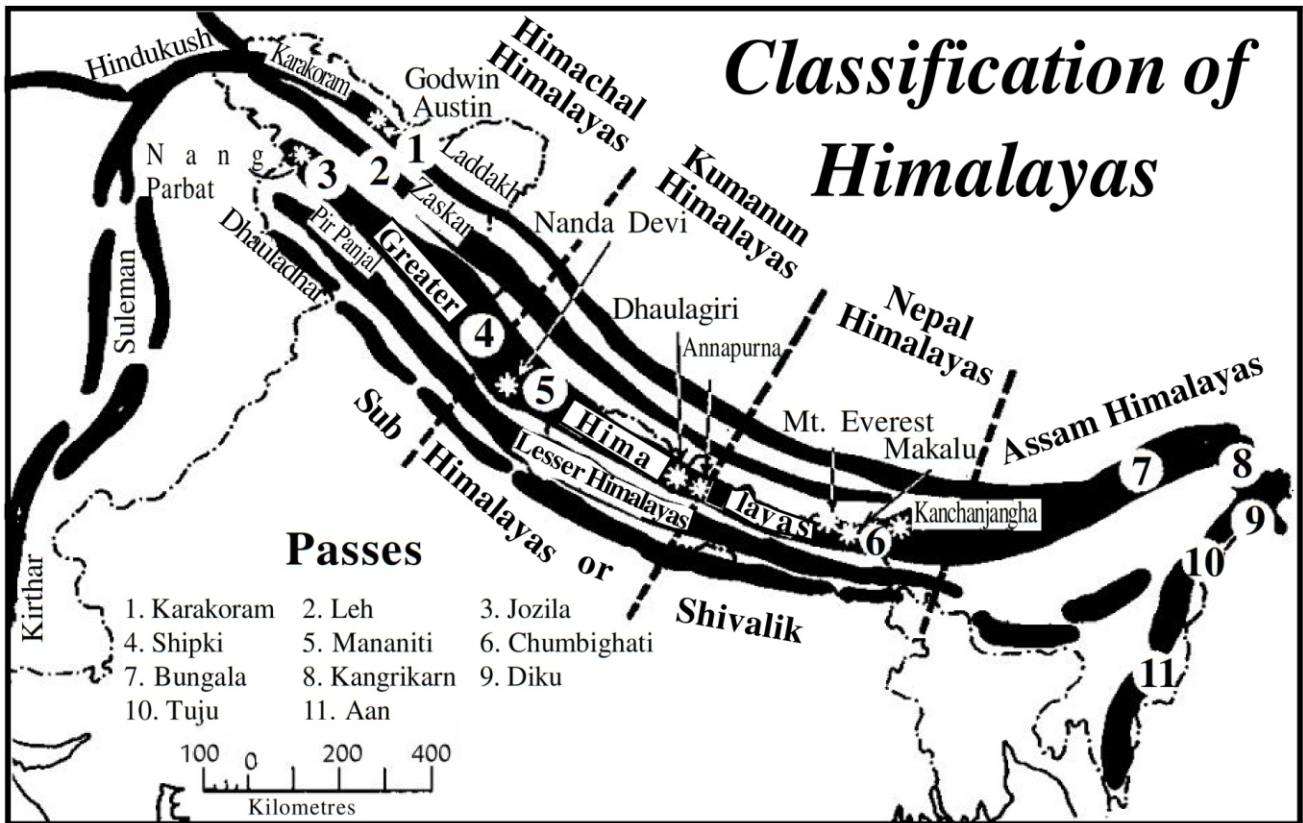 Classification of
Himalayas
Hindukush
Karakoram
Godwin
Austin
Himachal
Himalayas
1
2
3
Laddakh
Zaskar
Nang
Parbat
Pir Panjal
Dhauladhar
Greater
Kumanun
Himalayas
Nanda Devi
Suleman
4
5
Dhaulagiri
Annapurna
Nepal
Himalayas
Hima
layas
Lesser Himalayas
Mt. Everest
Makalu
Assam Himalayas
Kanchanjangha
6
7
8
9
10
11
Sub Himalayas or
Shivalik
Kirthar
Passes
1. Karakoram 2. Leh 3. Jozila
4. Shipki 5. Mananiti 6. Chumbighati
7. Bungala 8. Kangrikarn 9. Diku
10. Tuju 11. Aan
100 0 200 400
Kilometres